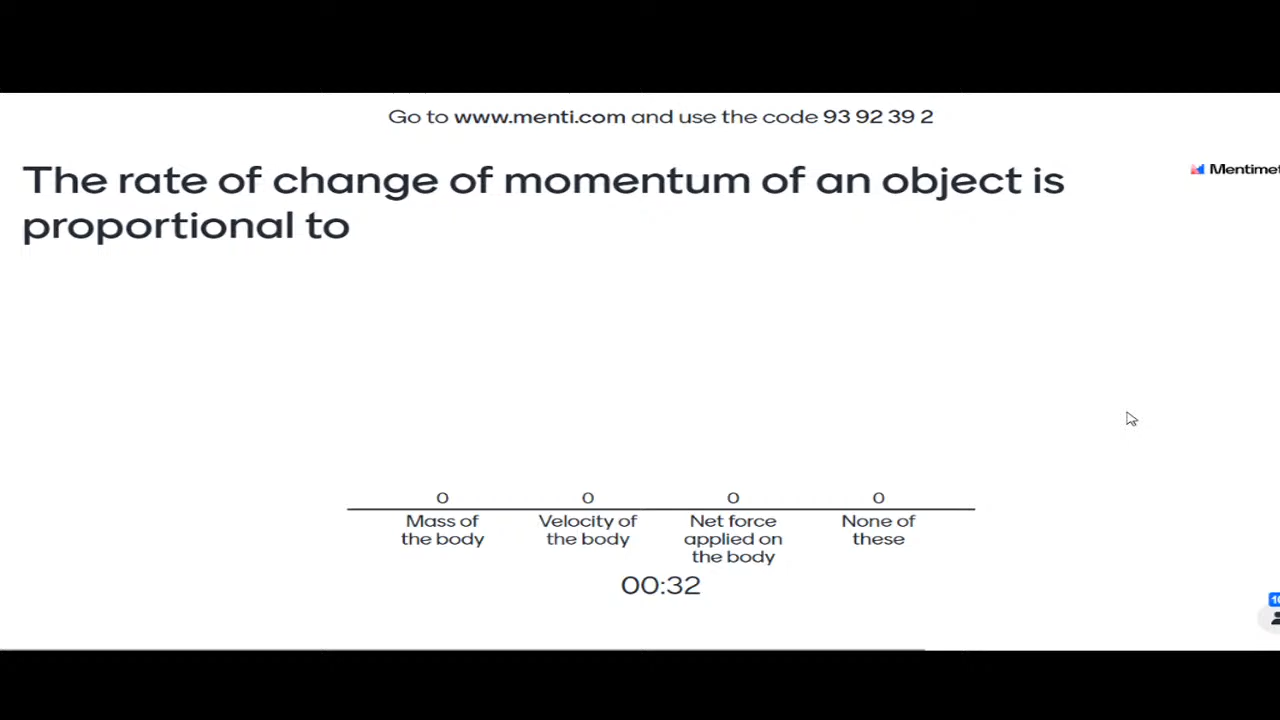 Go to www.menti.com and use the code 93 92 39 2
The rate of change of momentum of an object is
proportional to
Mentimet
0 0 0 0
Mass of Velocity of Net force None of
the body the body applied on these
the body
00:32